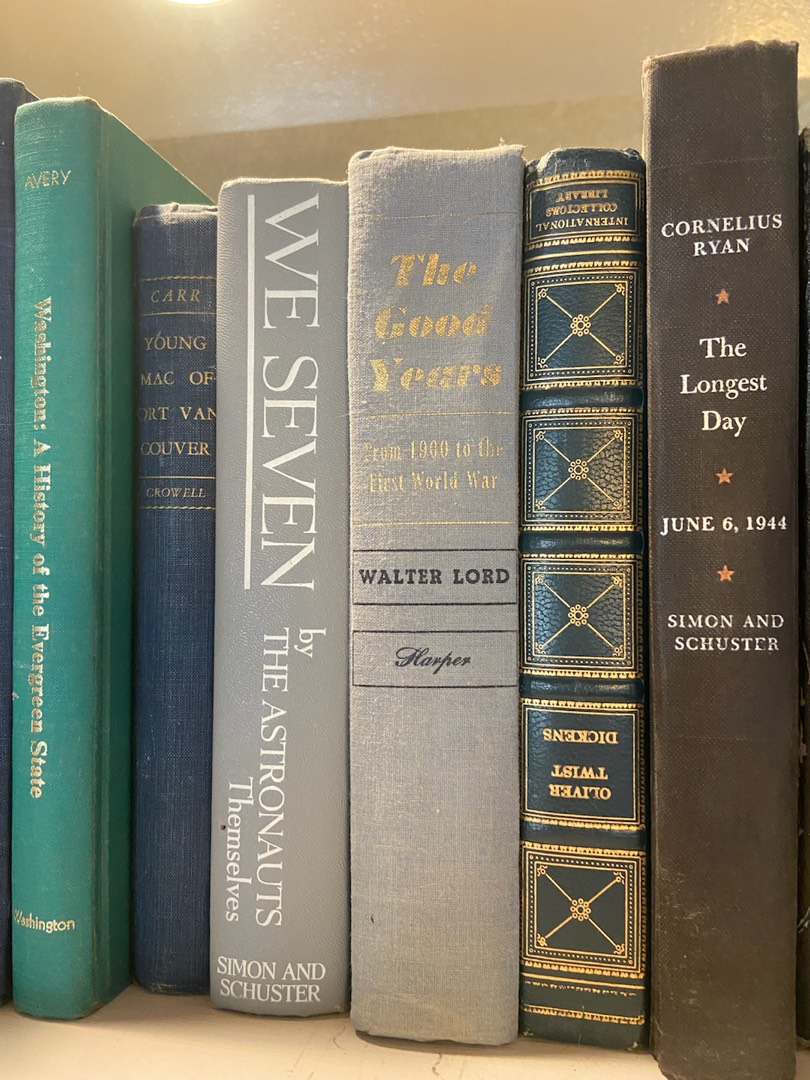 AVERY
Washington: A History of the Evergreen State
Washington
CARR
YOUNG
MAC OF
ORT VAN
COUVER
CROWELL
WE SEVEN
by
THE ASTRONAUTS
Themselves
SIMON AND
SCHUSTER
The
Good
Years
From 1900 to the
First World War
WALTER LORD
Harper
OLIVER
TWIST
DICKENS
INTERNATIONAL
COLLECTORS
LIBRARY
CORNELIUS
RYAN
The
Longest
Day
JUNE 6, 1944
SIMON AND
SCHUSTER